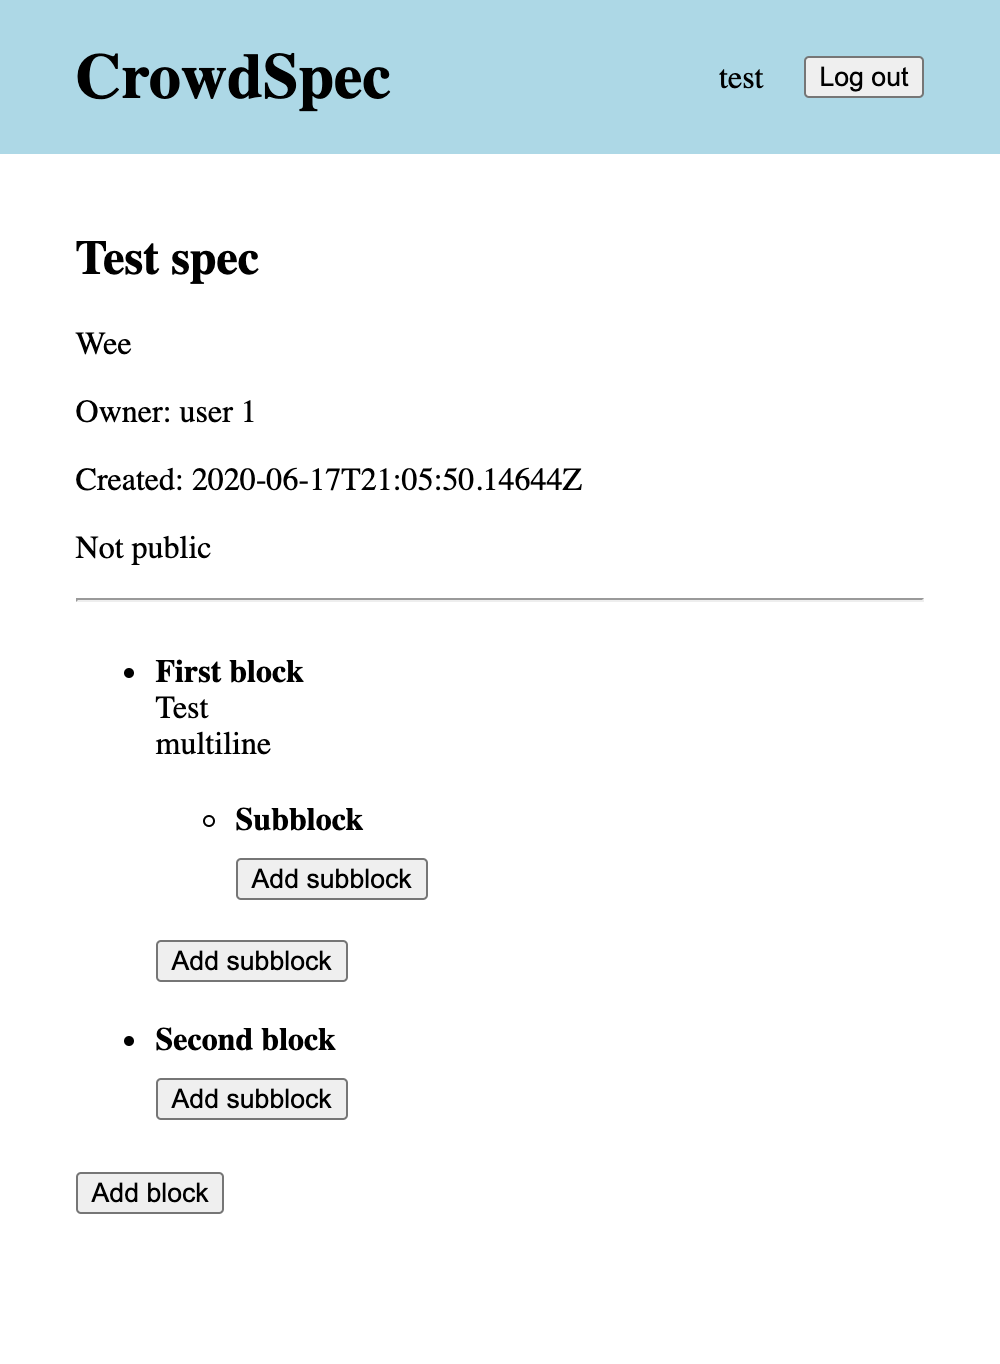 CrowdSpec
test
Log out
Test spec
Wee
Owner: user 1
Created: 2020-06-17T21:05:50.14644Z
Not public
First block
Test
multiline
Subblock
Add subblock
Add subblock
Second block
Add subblock
Add block